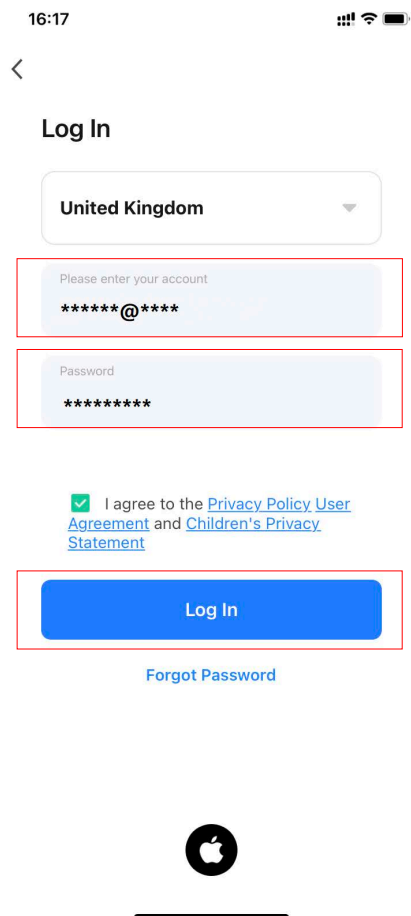 16:17
Log In
United Kingdom
Please enter your account
******@****
Password
*********
I agree to the Privacy Policy User
Agreement and Children's Privacy
Statement
Log In
Forgot Password